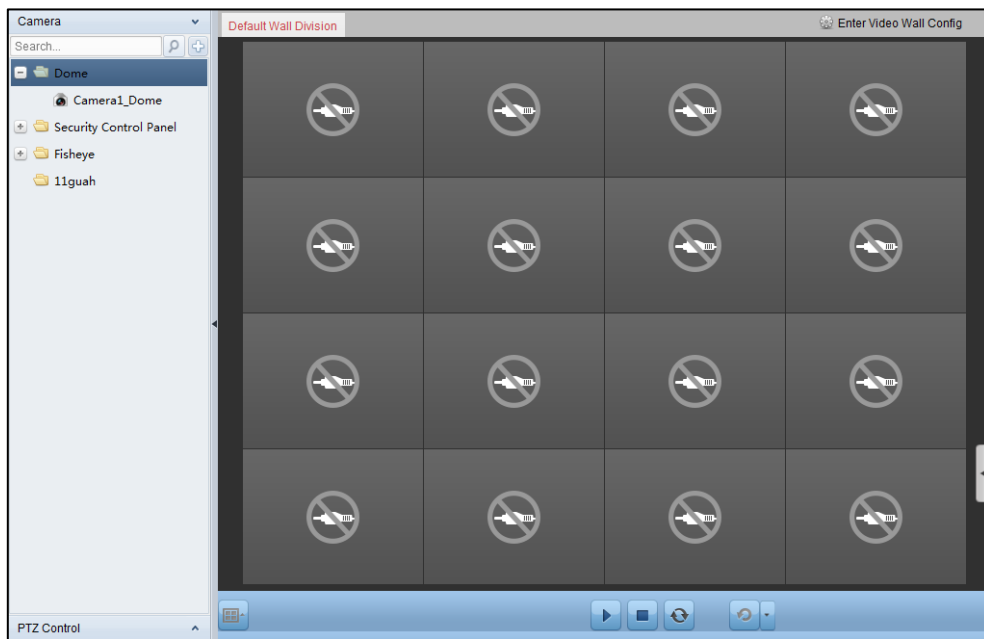 Camera
Default Wall Division
Enter Video Wall Config
Search...
Dome
Camera1_Dome
Security Control Panel
Fisheye
11guah
PTZ Control